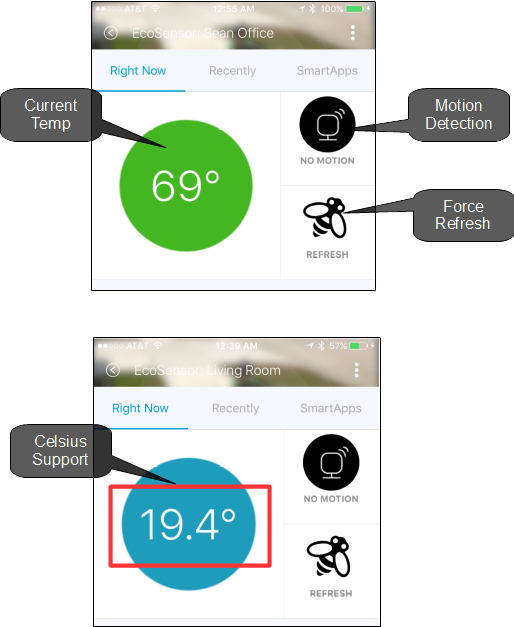 AT&T 12:55 AM 100%
EcoSensor: Sean Office
Right Now Recently SmartApps
Current
Temp
69°
Motion
Detection
NO MOTION
Force
Refresh
REFRESH
AT&T 12:39 AM 57%
EcoSensor: Living Room
Right Now Recently SmartApps
Celsius
Support
19.4°
NO MOTION
REFRESH